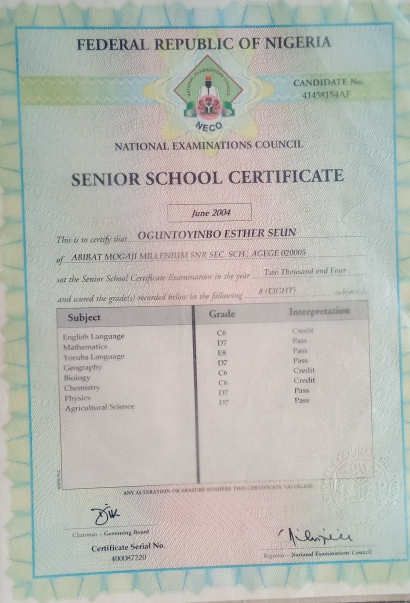 FEDERAL REPUBLIC OF NIGERIA
CANDIDATE No.
41458154AF
NECO
NATIONAL EXAMINATIONS COUNCIL
SENIOR SCHOOL CERTIFICATE
June 2004
This is to certify that OGUNTOYINBO ESTHER SEUN
of ABIBAT MOGAJI MILLENIUM SNR SEC. SCH., AGEGE 020005
sat the Senior School Certificate Examination in the year Two Thousand and Four
and scored the grade(s) recorded below in the following 8 (EIGHT) subject(s)
Subject Grade Interpretation
English Language C6 Credit
Mathematics D7 Pass
Yoruba Language E8 Pass
Geography D7 Pass
Biology C6 Credit
Chemistry C6 Credit
Physics D7 Pass
Agricultural Science D7 Pass
ANY ALTERATION OR ERASURE RENDERS THIS CERTIFICATE VALUELESS
Chairman – Governing Board
Registrar – National Examinations Council
Certificate Serial No.
400087220